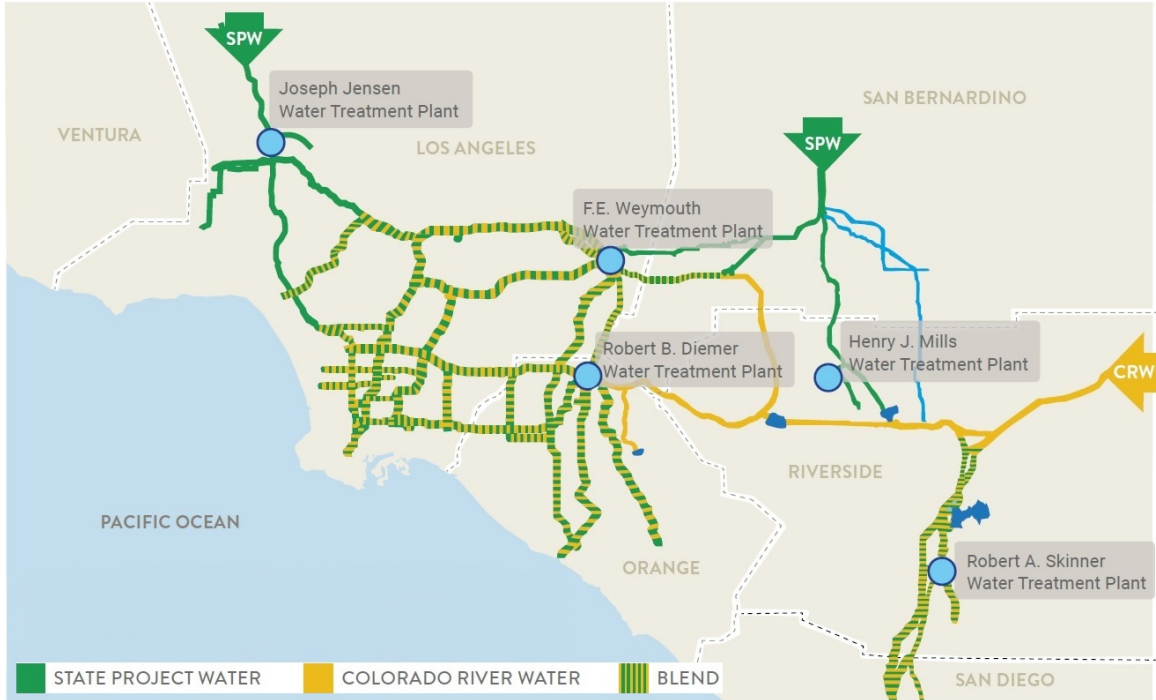 SPW
Joseph Jensen
Water Treatment Plant
VENTURA
LOS ANGELES
SAN BERNARDINO
SPW
F.E. Weymouth
Water Treatment Plant
Robert B. Diemer
Water Treatment Plant
Henry J. Mills
Water Treatment Plant
CRW
RIVERSIDE
PACIFIC OCEAN
ORANGE
Robert A. Skinner
Water Treatment Plant
SAN DIEGO
STATE PROJECT WATER
COLORADO RIVER WATER
BLEND